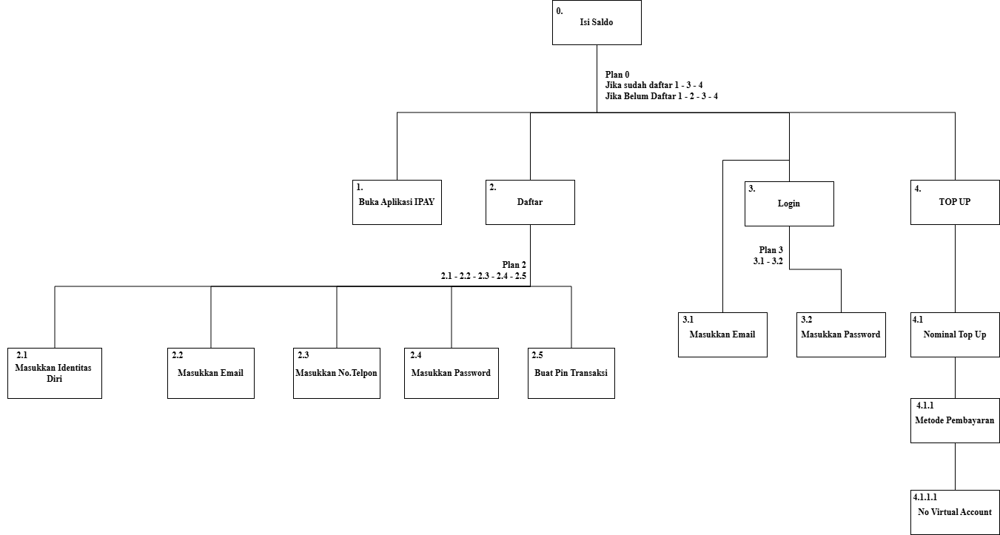 0.
Isi Saldo
Plan 0
Jika sudah daftar 1 - 3 - 4
Jika Belum Daftar 1 - 2 - 3 - 4
1.
Buka Aplikasi IPAY
2.
Daftar
3.
Login
4.
TOP UP
Plan 2
2.1 - 2.2 - 2.3 - 2.4 - 2.5
Plan 3
3.1 - 3.2
2.1
Masukkan Identitas
Diri
2.2
Masukkan Email
2.3
Masukkan No.Telpon
2.4
Masukkan Password
2.5
Buat Pin Transaksi
3.1
Masukkan Email
3.2
Masukkan Password
4.1
Nominal Top Up
4.1.1
Metode Pembayaran
4.1.1.1
No Virtual Account